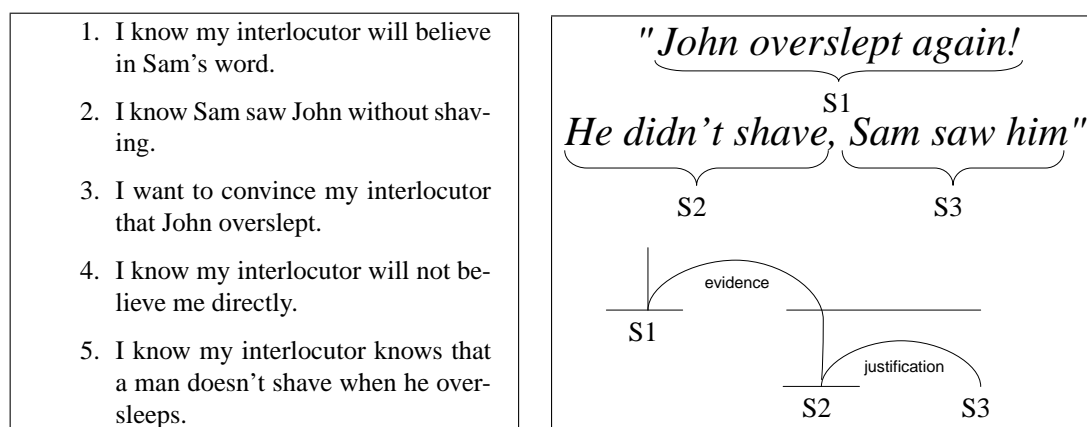 1. I know my interlocutor will believe
in Sam's word.
2. I know Sam saw John without shav-
ing.
3. I want to convince my interlocutor
that John overslept.
4. I know my interlocutor will not be-
lieve me directly.
5. I know my interlocutor knows that
a man doesn't shave when he over-
sleeps.
"John overslept again!
S1
He didn't shave, Sam saw him"
S2 S3
evidence
S1
justification
S2 S3